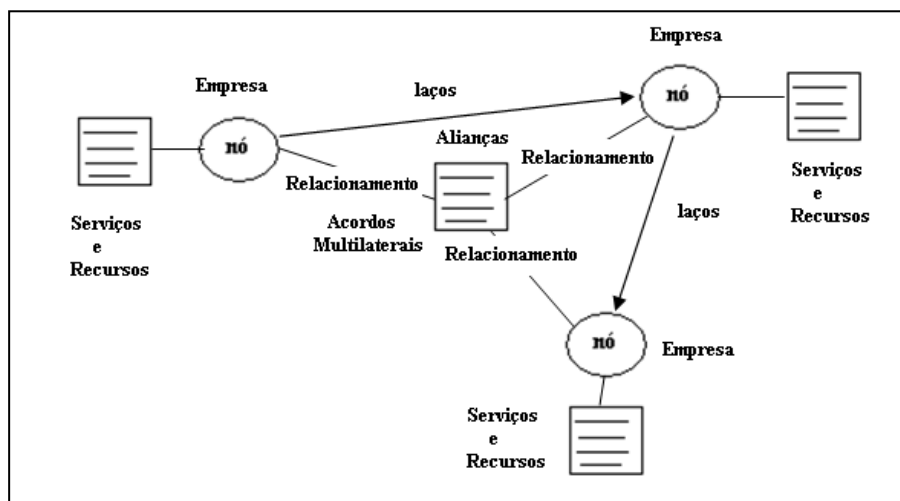 Empresa
nó
Empresa
laços
nó
Alianças
Relacionamento
Relacionamento
Serviços
e
Recursos
Serviços
e
Recursos
Acordos
Multilaterais
laços
Relacionamento
nó
Empresa
Serviços
e
Recursos